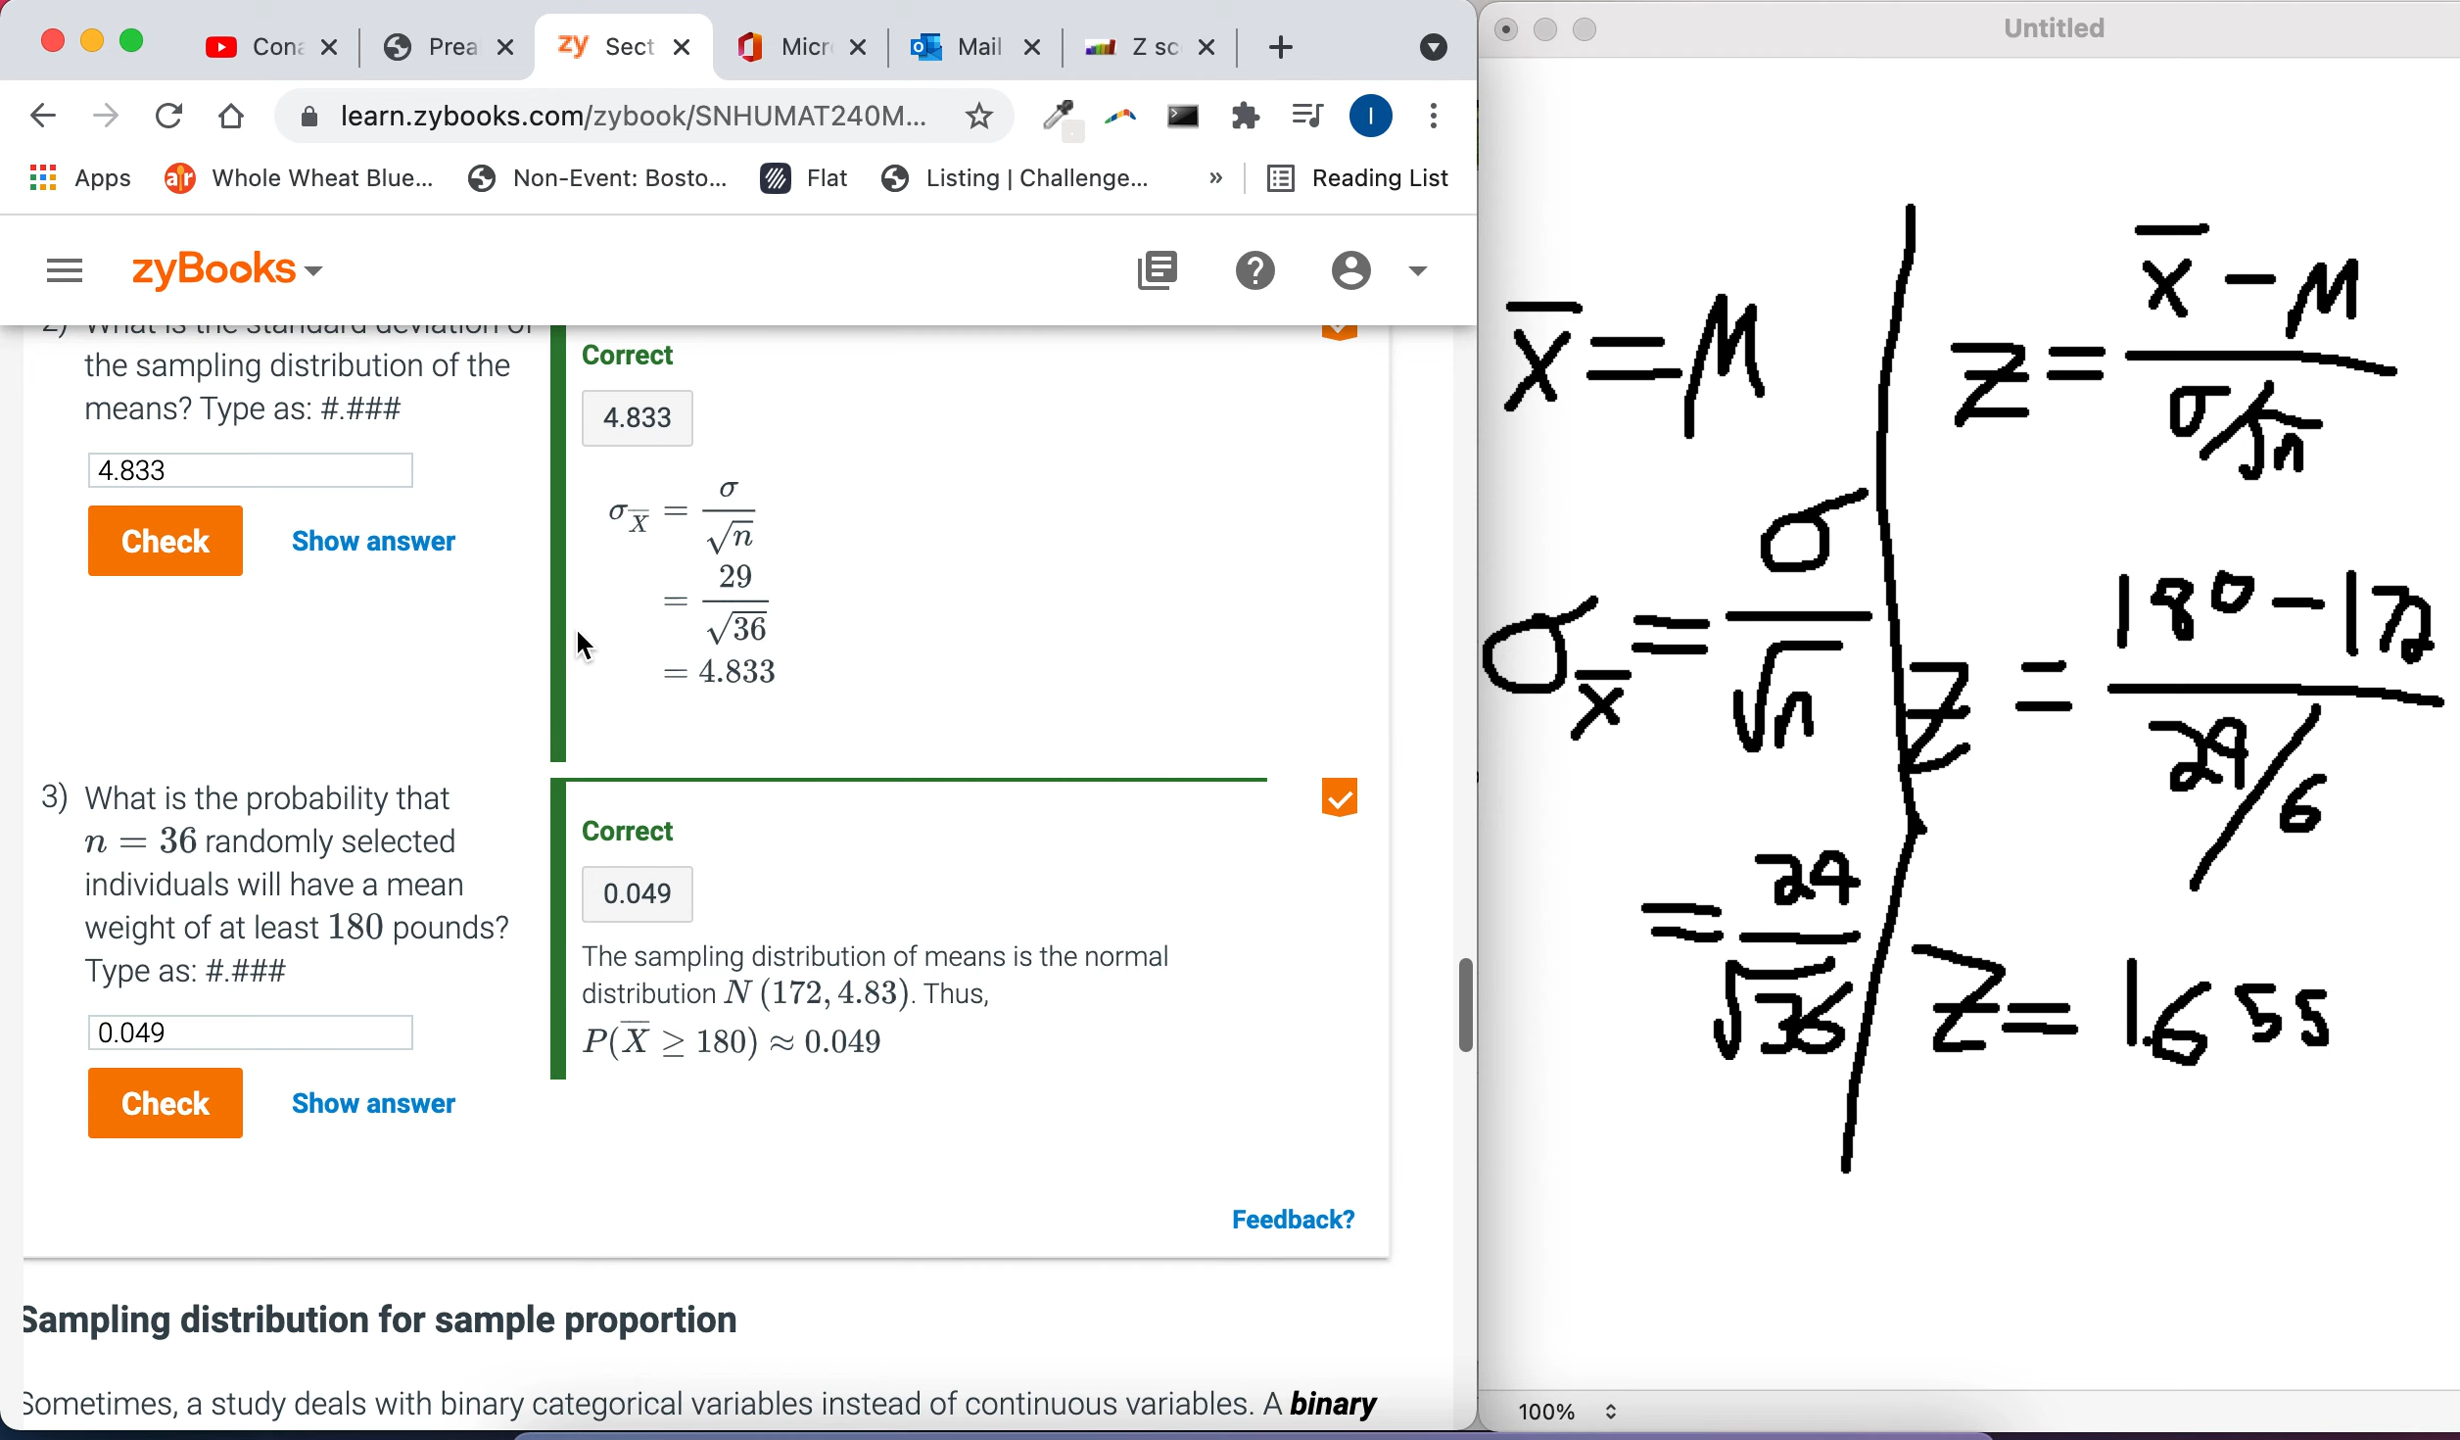 Cona
Prea
zy Sect
Micr
Mail
Z sc
Untitled
learn.zybooks.com/zybook/SNHUMAT240M...
I
Apps
Whole Wheat Blue...
Non-Event: Bosto...
Flat
Listing | Challenge...
»
Reading List
zyBooks
2) What is the standard deviation of
the sampling distribution of the
means? Type as: #.###
4.833
Check
Show answer
Correct
4.833
σ_X̄ = σ/√n
= 29/√36
= 4.833
3) What is the probability that
n = 36 randomly selected
individuals will have a mean
weight of at least 180 pounds?
Type as: #.###
0.049
Check
Show answer
Correct
0.049
The sampling distribution of means is the normal
distribution N (172, 4.83). Thus,
P(X̄ ≥ 180) ≈ 0.049
Feedback?
Sampling distribution for sample proportion
Sometimes, a study deals with binary categorical variables instead of continuous variables. A binary
x̄ = M
σ_x̄ = σ/√n
= 29/√36
z = (x̄ - M)/(σ/√n)
z = (180 - 172)/(29/6)
z = 1.655
100%